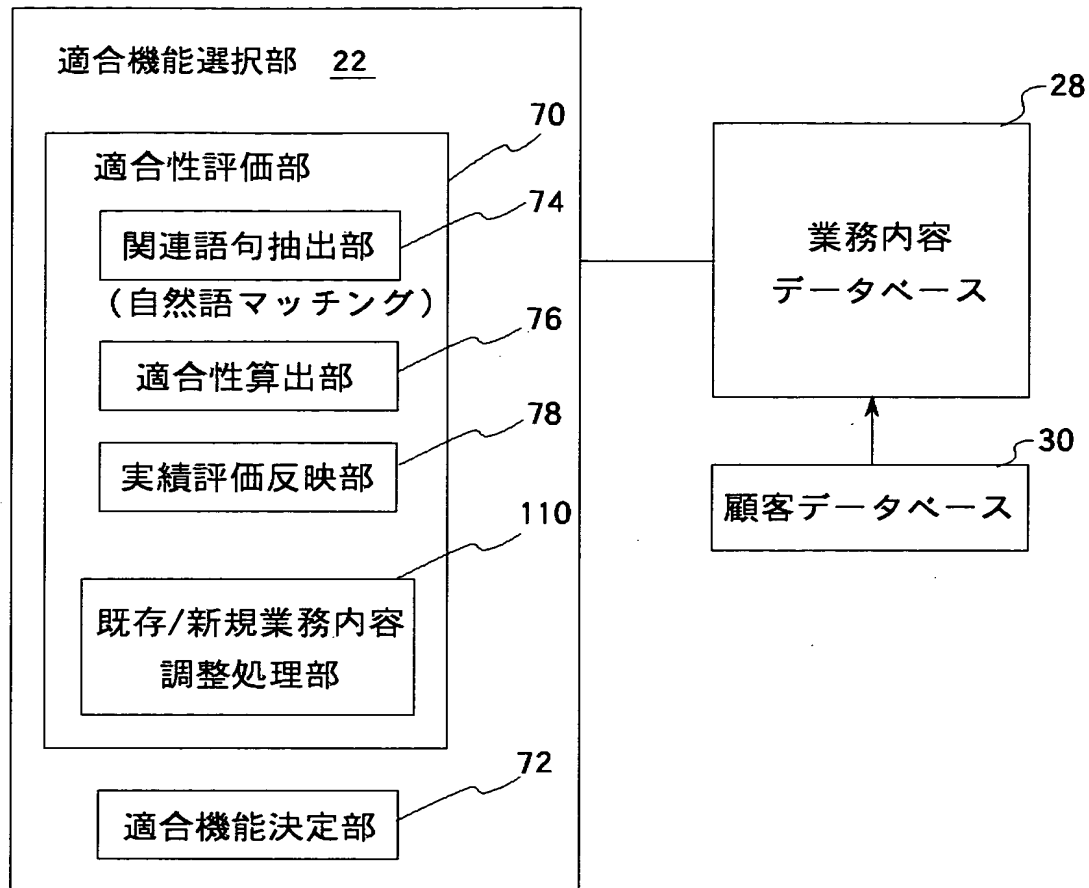 適合機能選択部 22
70
適合性評価部
74
関連語句抽出部
(自然語マッチング)
76
適合性算出部
78
実績評価反映部
110
既存/新規業務内容
調整処理部
72
適合機能決定部
28
業務内容
データベース
30
顧客データベース